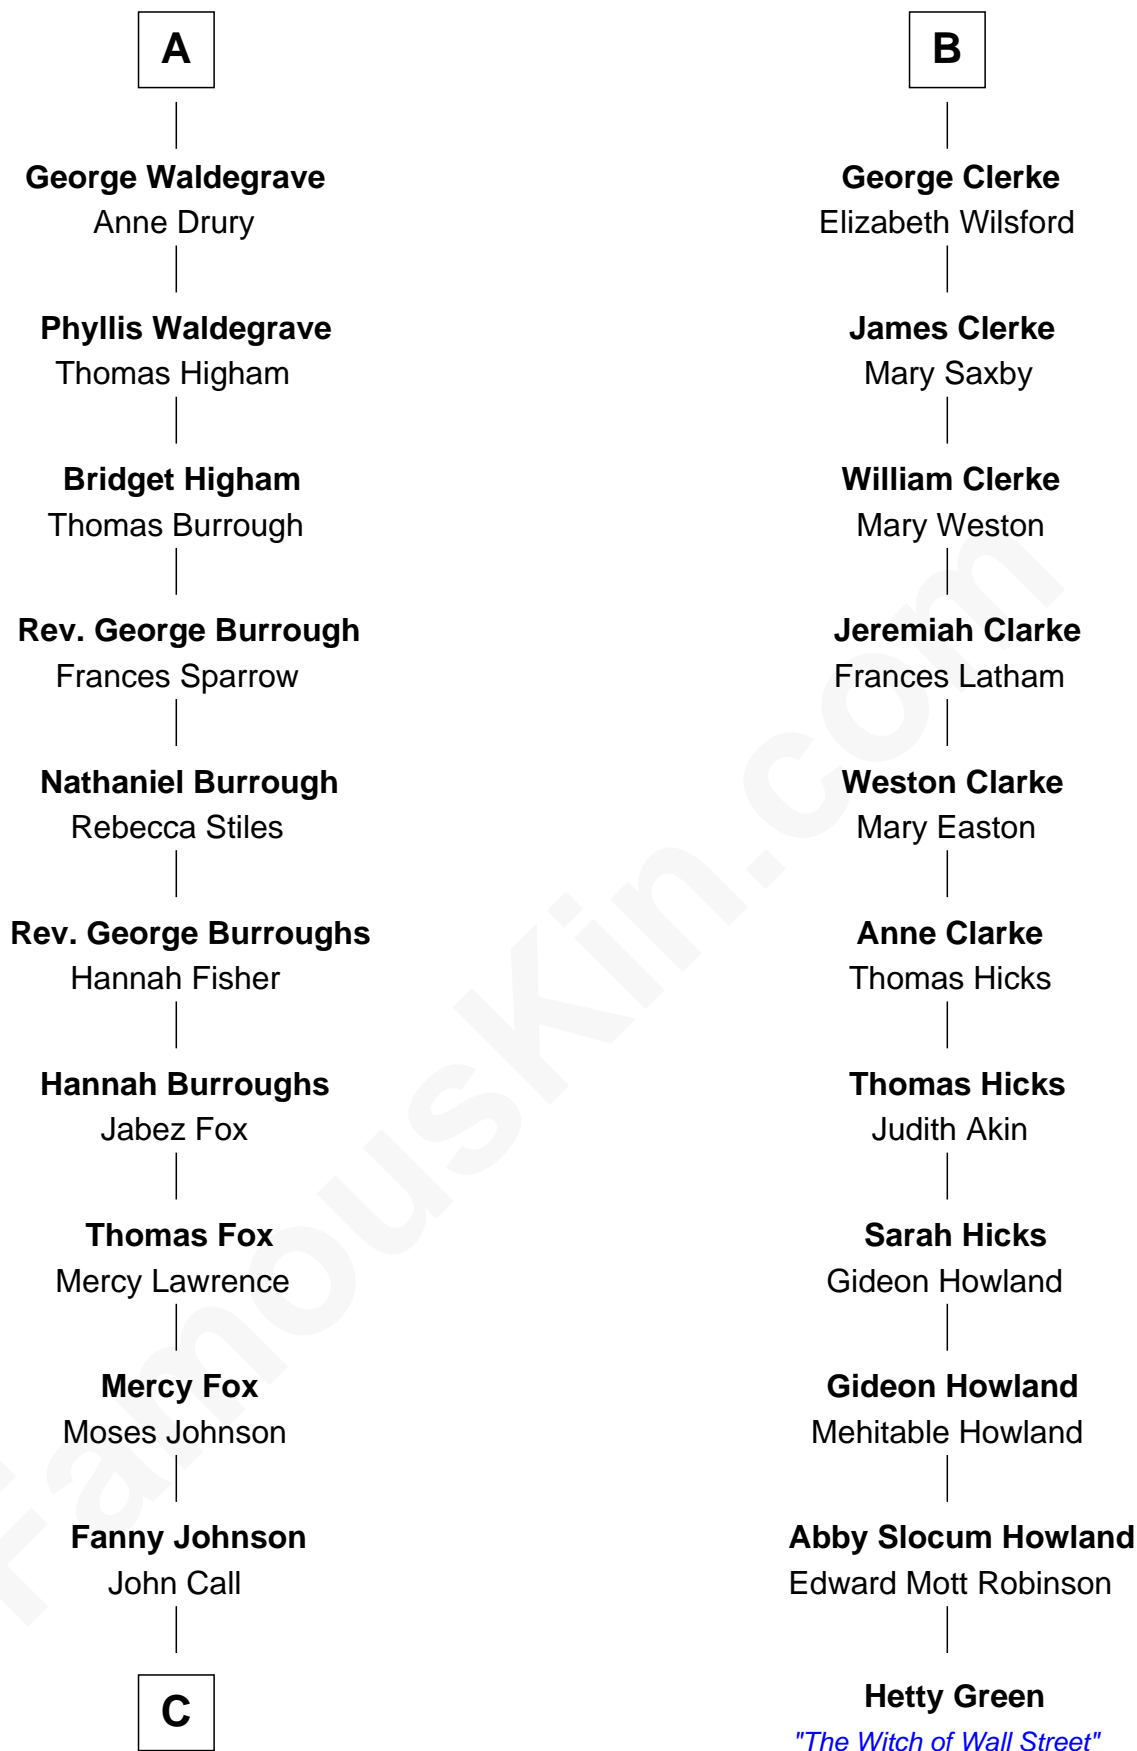 A
George Waldegrave
Anne Drury
Phyllis Waldegrave
Thomas Higham
Bridget Higham
Thomas Burrough
Rev. George Burrough
Frances Sparrow
Nathaniel Burrough
Rebecca Stiles
Rev. George Burroughs
Hannah Fisher
Hannah Burroughs
Jabez Fox
Thomas Fox
Mercy Lawrence
Mercy Fox
Moses Johnson
Fanny Johnson
John Call
C
B
George Clerke
Elizabeth Wilsford
James Clerke
Mary Saxby
William Clerke
Mary Weston
Jeremiah Clarke
Frances Latham
Weston Clarke
Mary Easton
Anne Clarke
Thomas Hicks
Thomas Hicks
Judith Akin
Sarah Hicks
Gideon Howland
Gideon Howland
Mehitable Howland
Abby Slocum Howland
Edward Mott Robinson
Hetty Green
"The Witch of Wall Street"
FamousKin.com